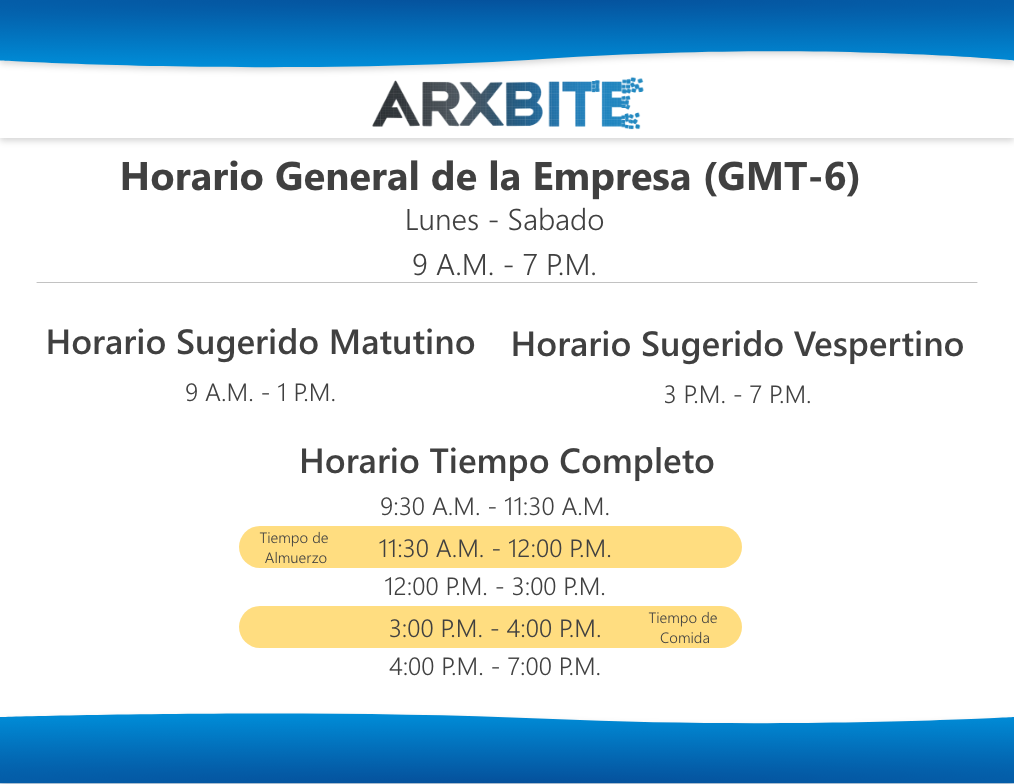 ARXBITE
Horario General de la Empresa (GMT-6)
Lunes - Sabado
9 A.M. - 7 P.M.
Horario Sugerido Matutino
9 A.M. - 1 P.M.
Horario Sugerido Vespertino
3 P.M. - 7 P.M.
Horario Tiempo Completo
9:30 A.M. - 11:30 A.M.
Tiempo de
Almuerzo
11:30 A.M. - 12:00 P.M.
12:00 P.M. - 3:00 P.M.
3:00 P.M. - 4:00 P.M.
Tiempo de
Comida
4:00 P.M. - 7:00 P.M.